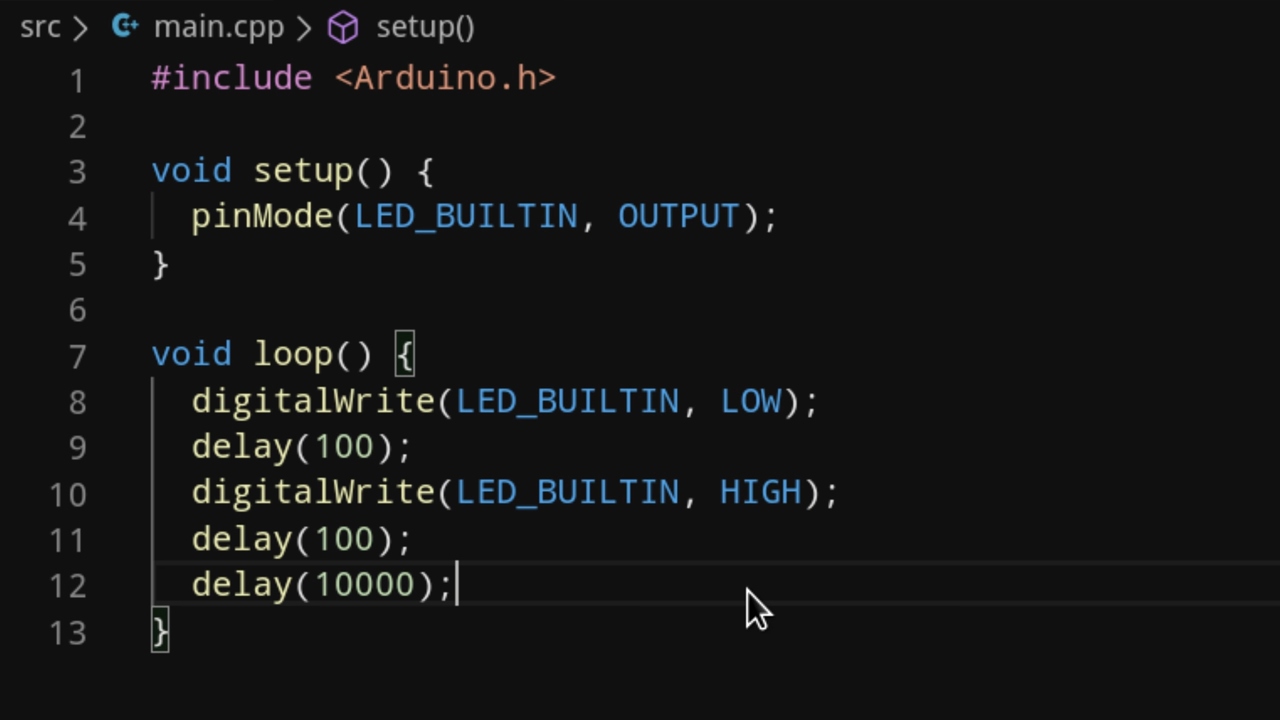 src > main.cpp > setup()
1 #include <Arduino.h>
2
3 void setup() {
4   pinMode(LED_BUILTIN, OUTPUT);
5 }
6
7 void loop() {
8   digitalWrite(LED_BUILTIN, LOW);
9   delay(100);
10   digitalWrite(LED_BUILTIN, HIGH);
11   delay(100);
12   delay(10000);
13 }